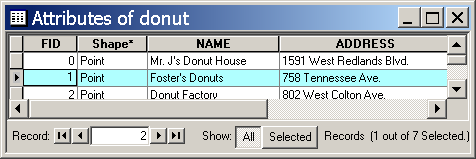 Attributes of donut
FID Shape* NAME ADDRESS
0 Point Mr. J's Donut House 1591 West Redlands Blvd.
1 Point Foster's Donuts 758 Tennessee Ave.
2 Point Donut Factory 802 West Colton Ave.
Record: 2 Show: All Selected Records (1 out of 7 Selected.)